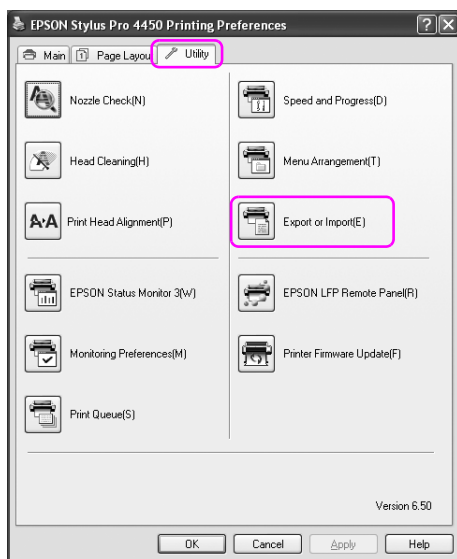 EPSON Stylus Pro 4450 Printing Preferences
Main
Page Layou
Utility
Nozzle Check(N)
Speed and Progress(D)
Head Cleaning(H)
Menu Arrangement(T)
Print Head Alignment(P)
Export or Import(E)
EPSON Status Monitor 3(W)
EPSON LFP Remote Panel(R)
Monitoring Preferences(M)
Printer Firmware Update(F)
Print Queue(S)
Version 6.50
OK
Cancel
Apply
Help